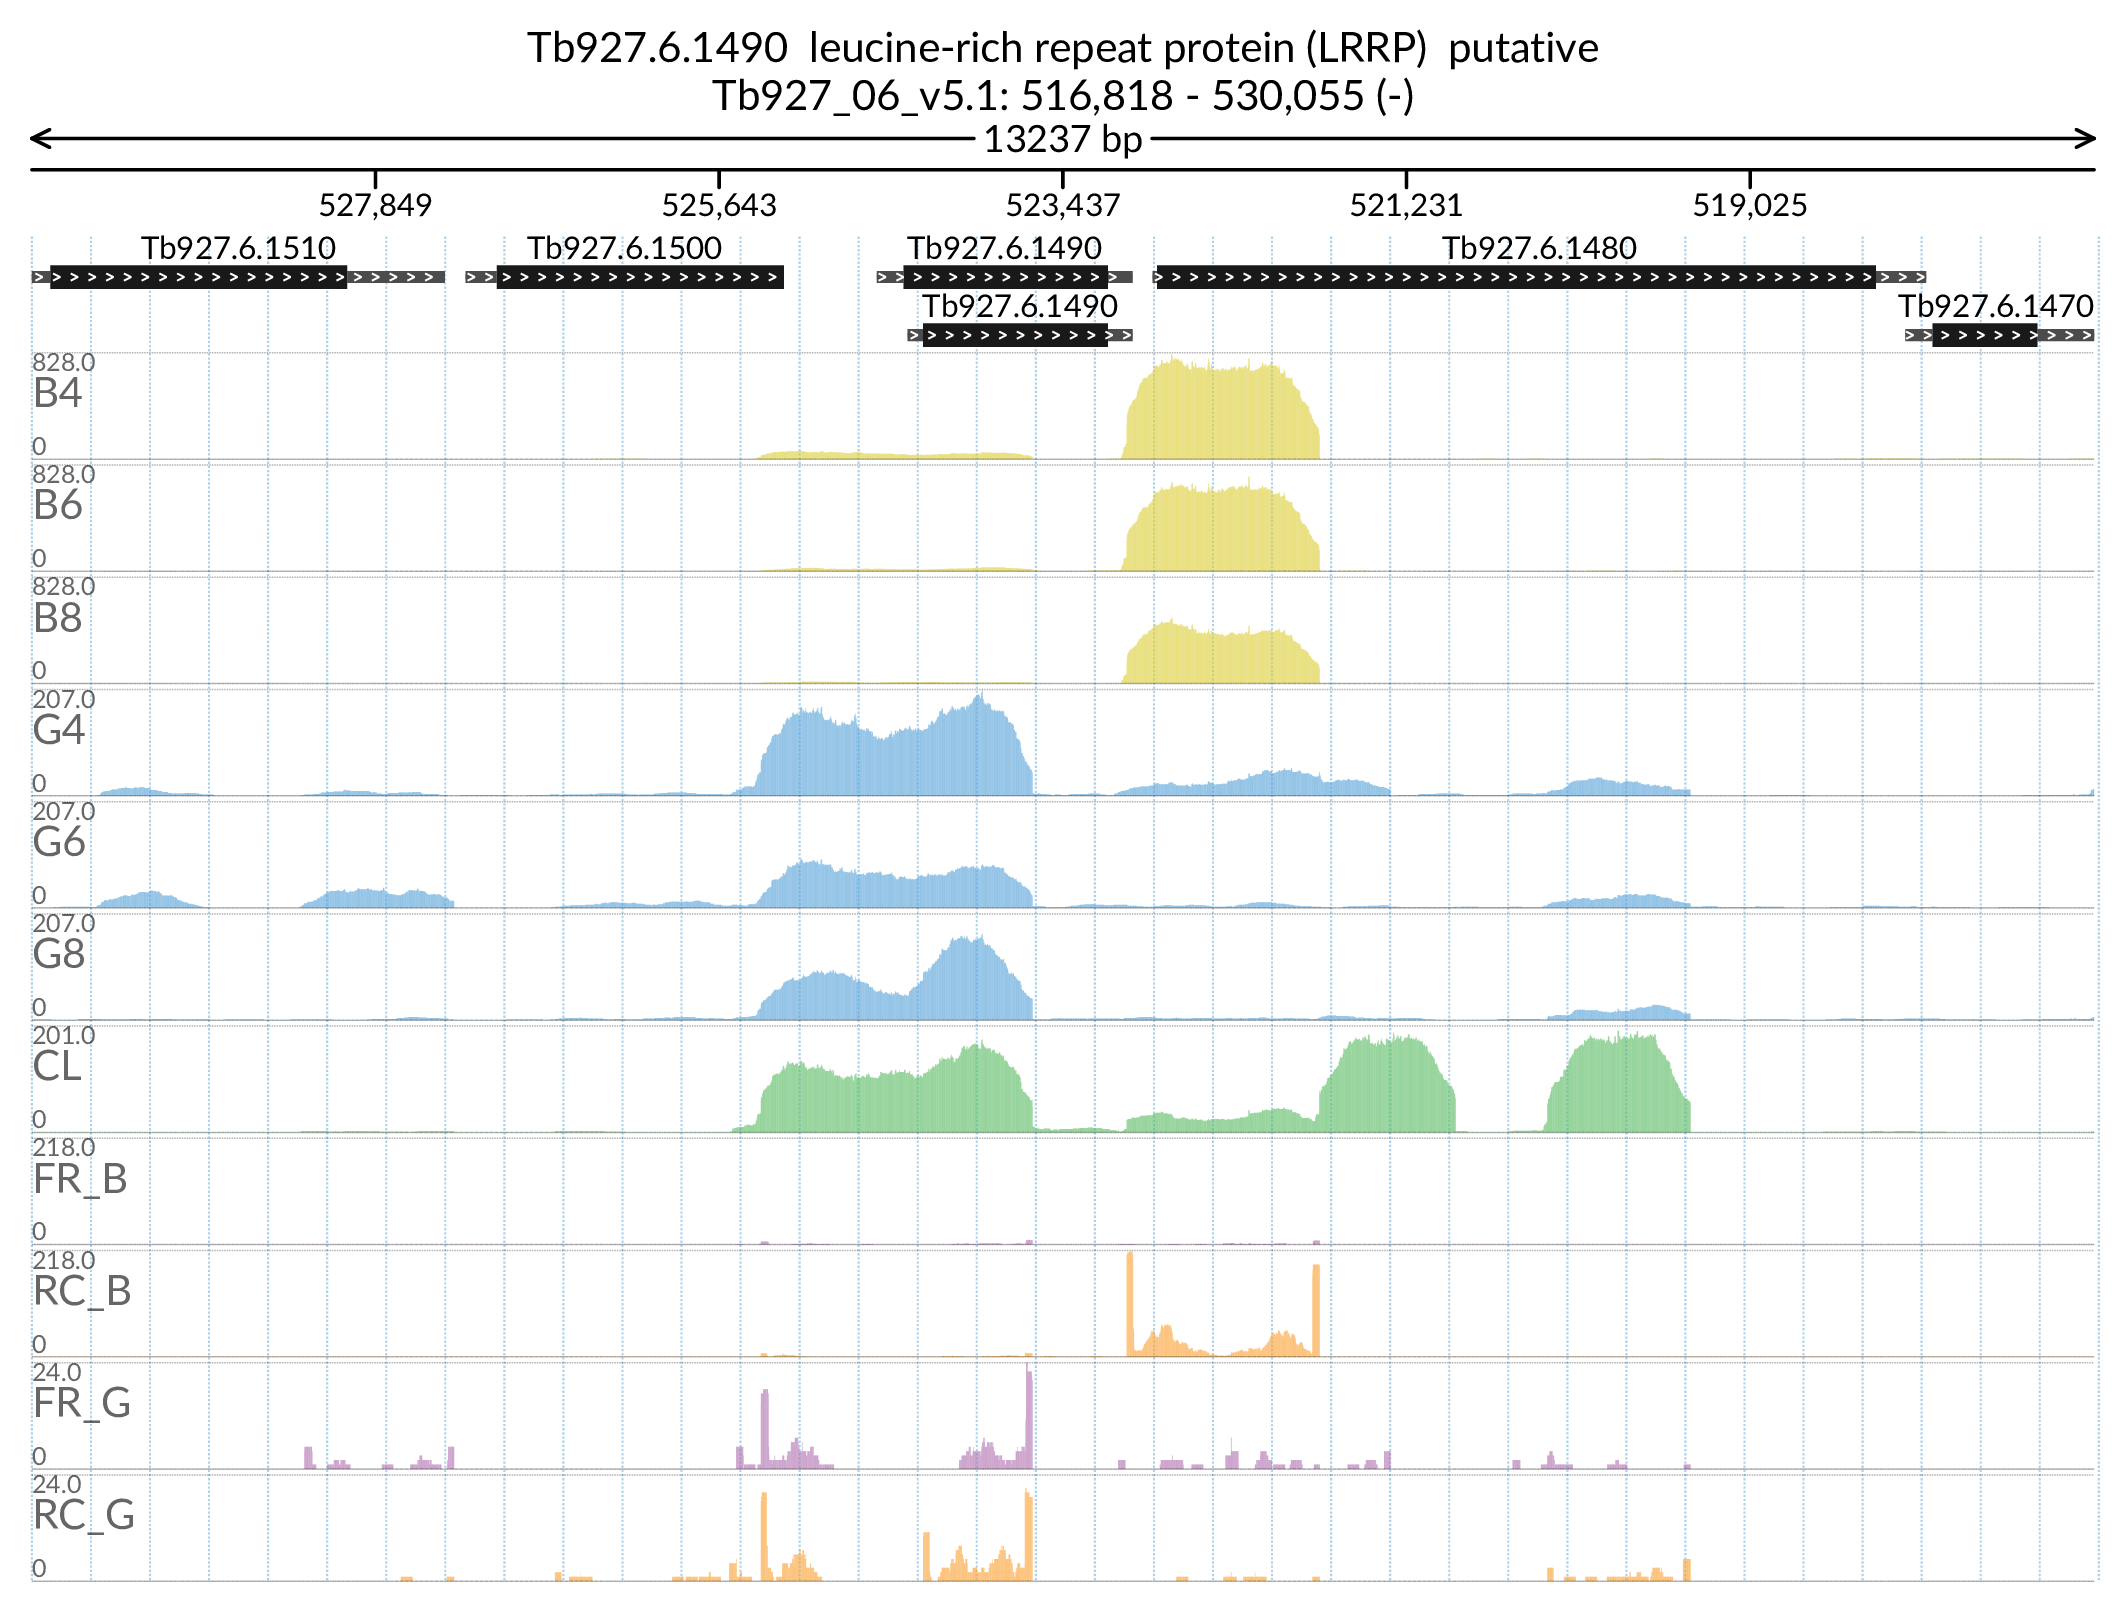 Tb927.6.1490 leucine-rich repeat protein (LRRP) putative
Tb927_06_v5.1: 516,818 - 530,055 (-)
13237 bp
527,849 525,643 523,437 521,231 519,025
Tb927.6.1510 Tb927.6.1500 Tb927.6.1490 Tb927.6.1480
Tb927.6.1490 Tb927.6.1470
828.0
B4
0
828.0
B6
0
828.0
B8
0
207.0
G4
0
207.0
G6
0
207.0
G8
0
201.0
CL
0
218.0
FR_B
0
218.0
RC_B
0
24.0
FR_G
0
24.0
RC_G
0